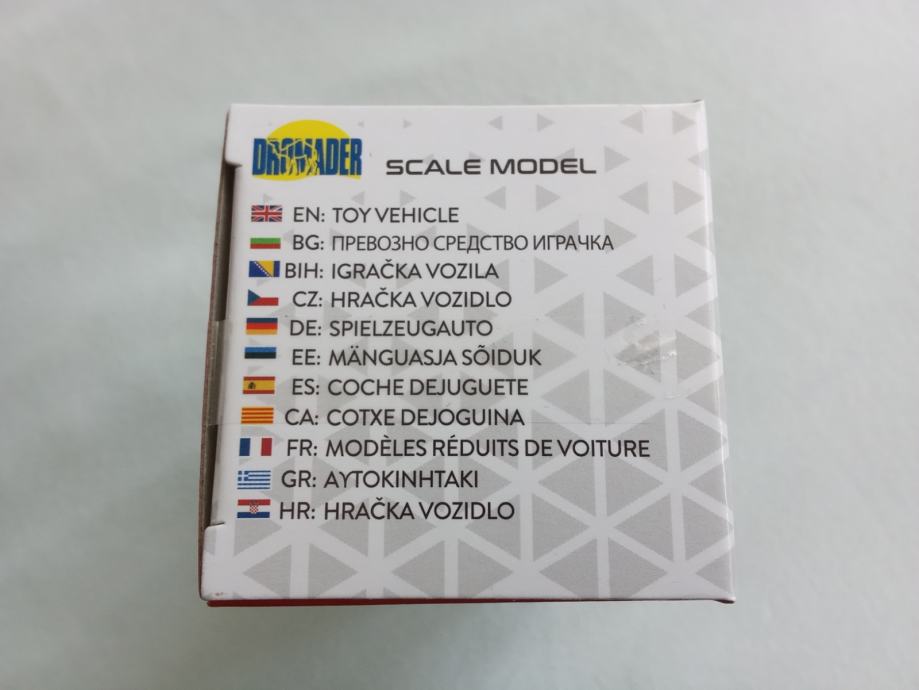 DROMADER SCALE MODEL
EN: TOY VEHICLE
BG: ПРЕВОЗНО СРЕДСТВО ИГРАЧКА
BIH: IGRAČKA VOZILA
CZ: HRAČKA VOZIDLO
DE: SPIELZEUGAUTO
EE: MÄNGUASJA SÕIDUK
ES: COCHE DEJUGUETE
CA: COTXE DEJOGUINA
FR: MODÈLES RÉDUITS DE VOITURE
GR: ΑΥΤΟΚΙΝΗΤΑΚΙ
HR: HRAČKA VOZIDLO